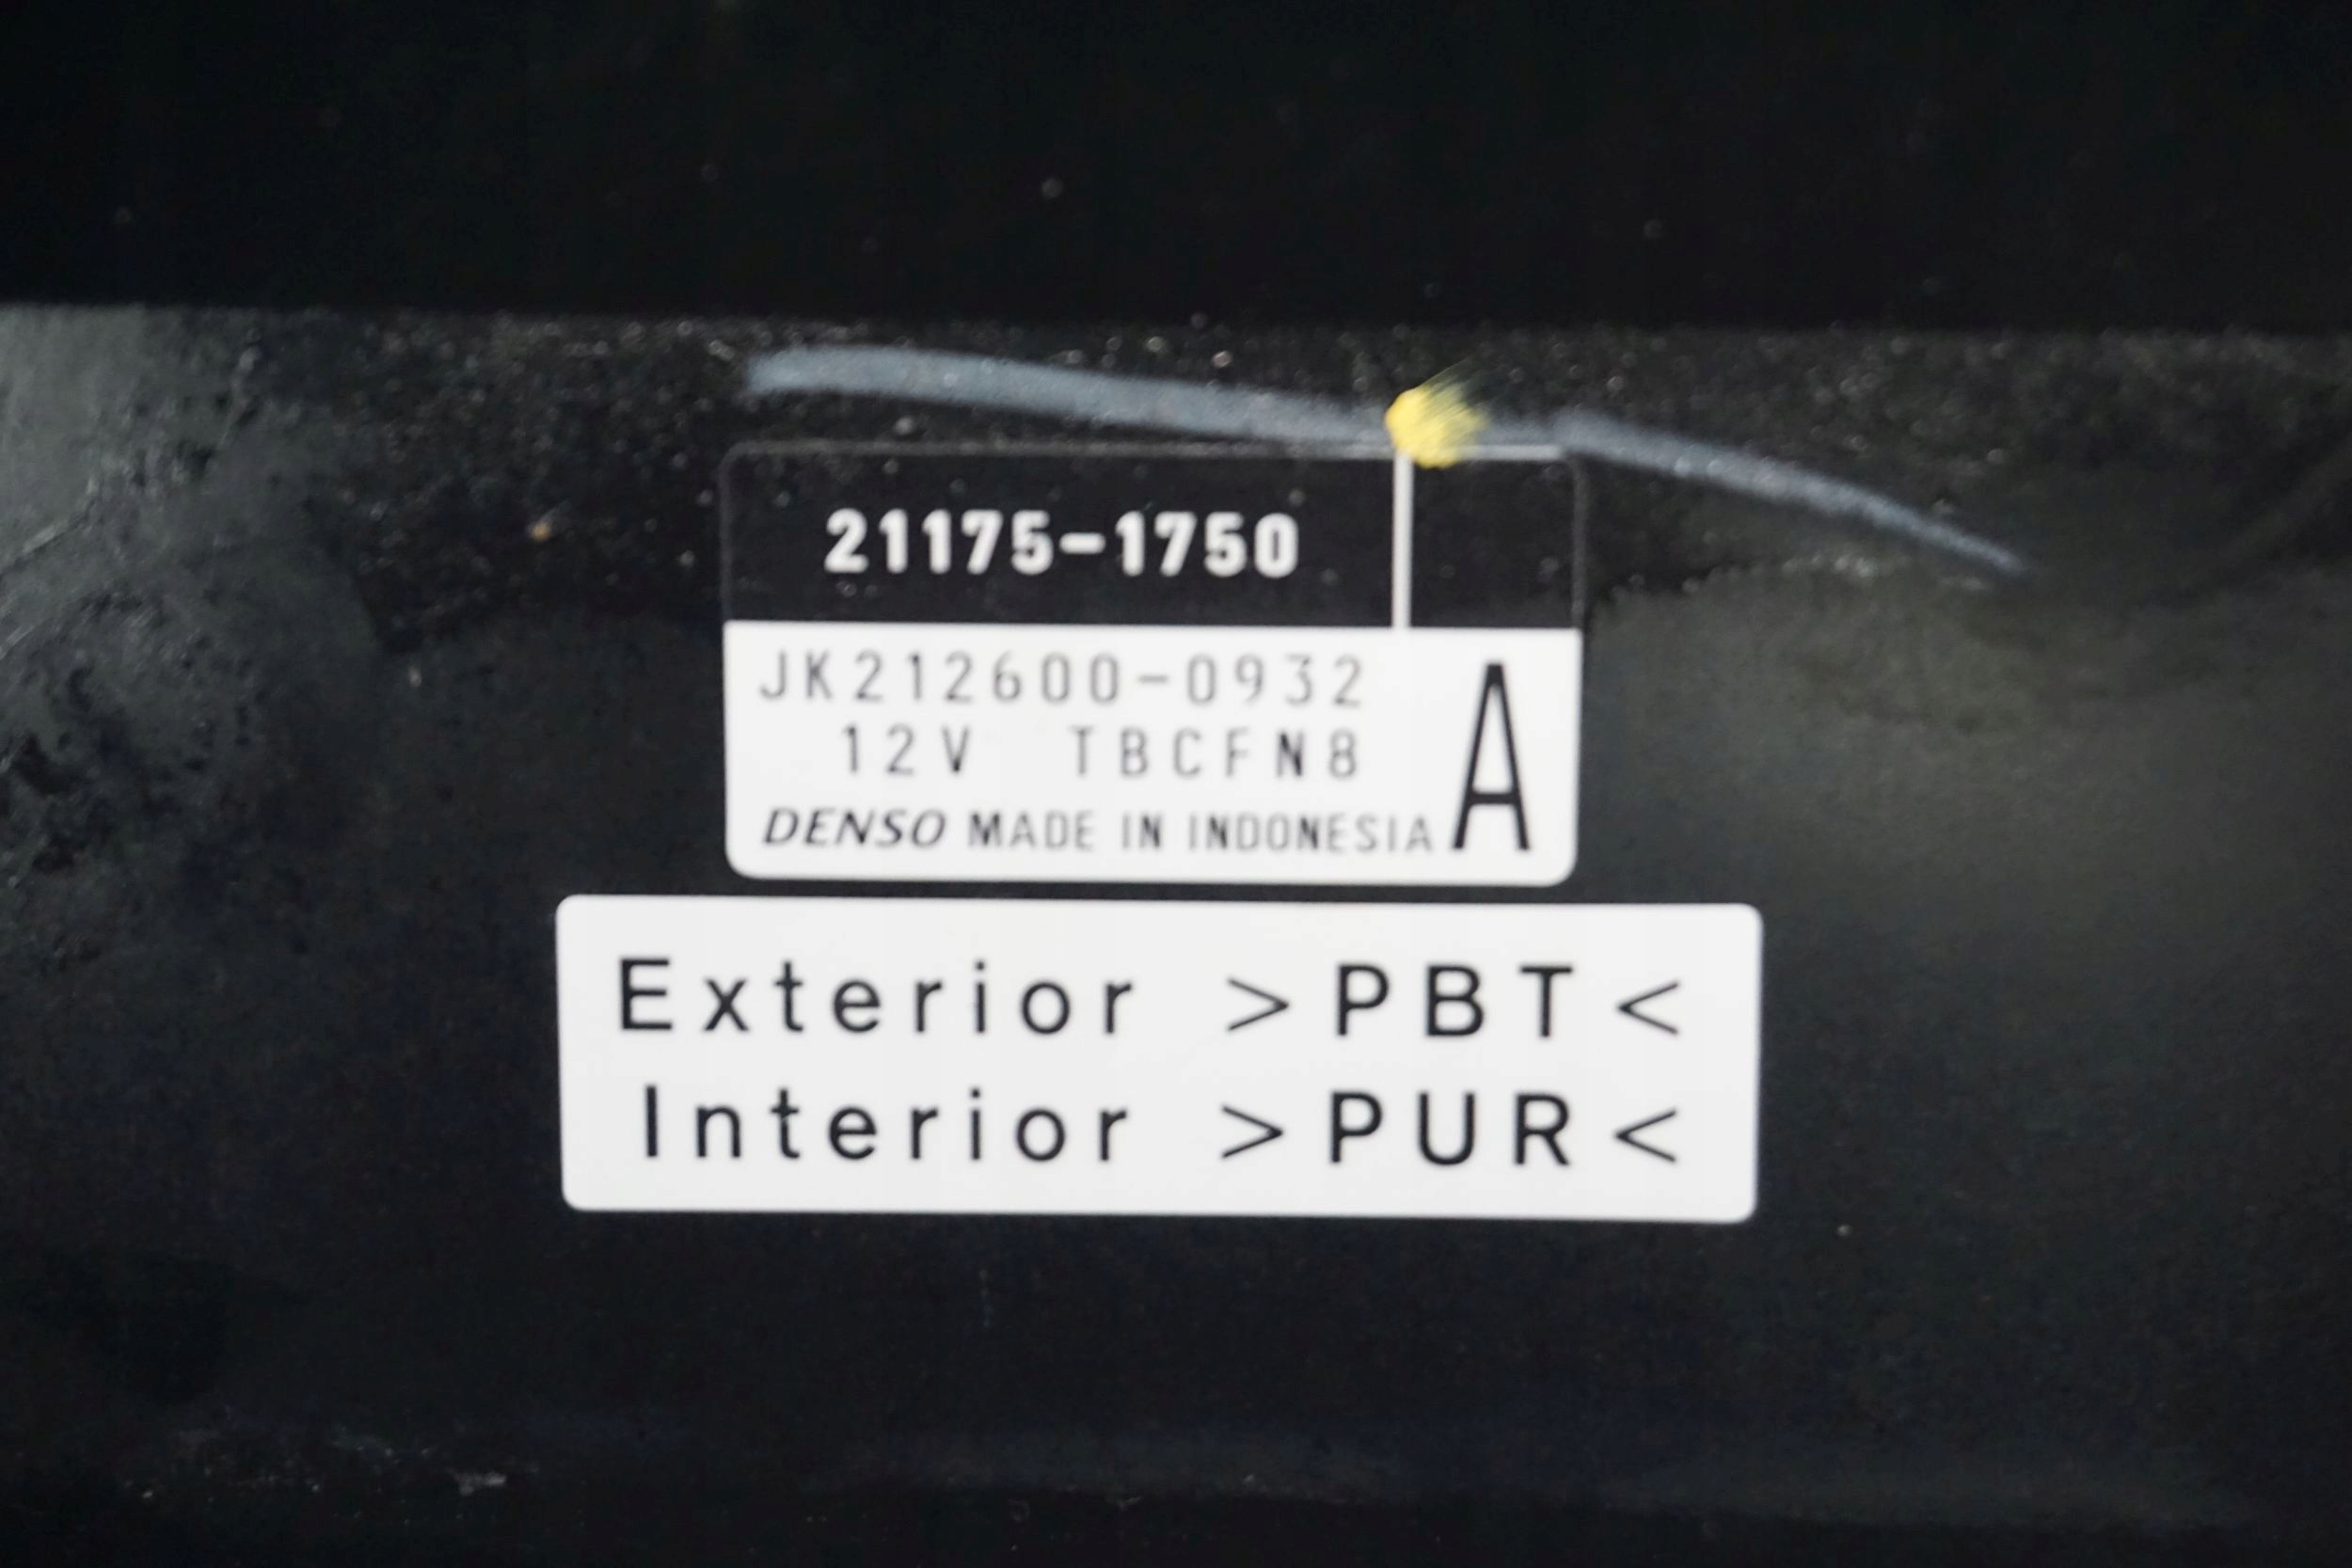 21175-1750
JK212600-0932
12V TBCFN8
DENSO MADE IN INDONESIA
A
Exterior >PBT<
Interior >PUR<